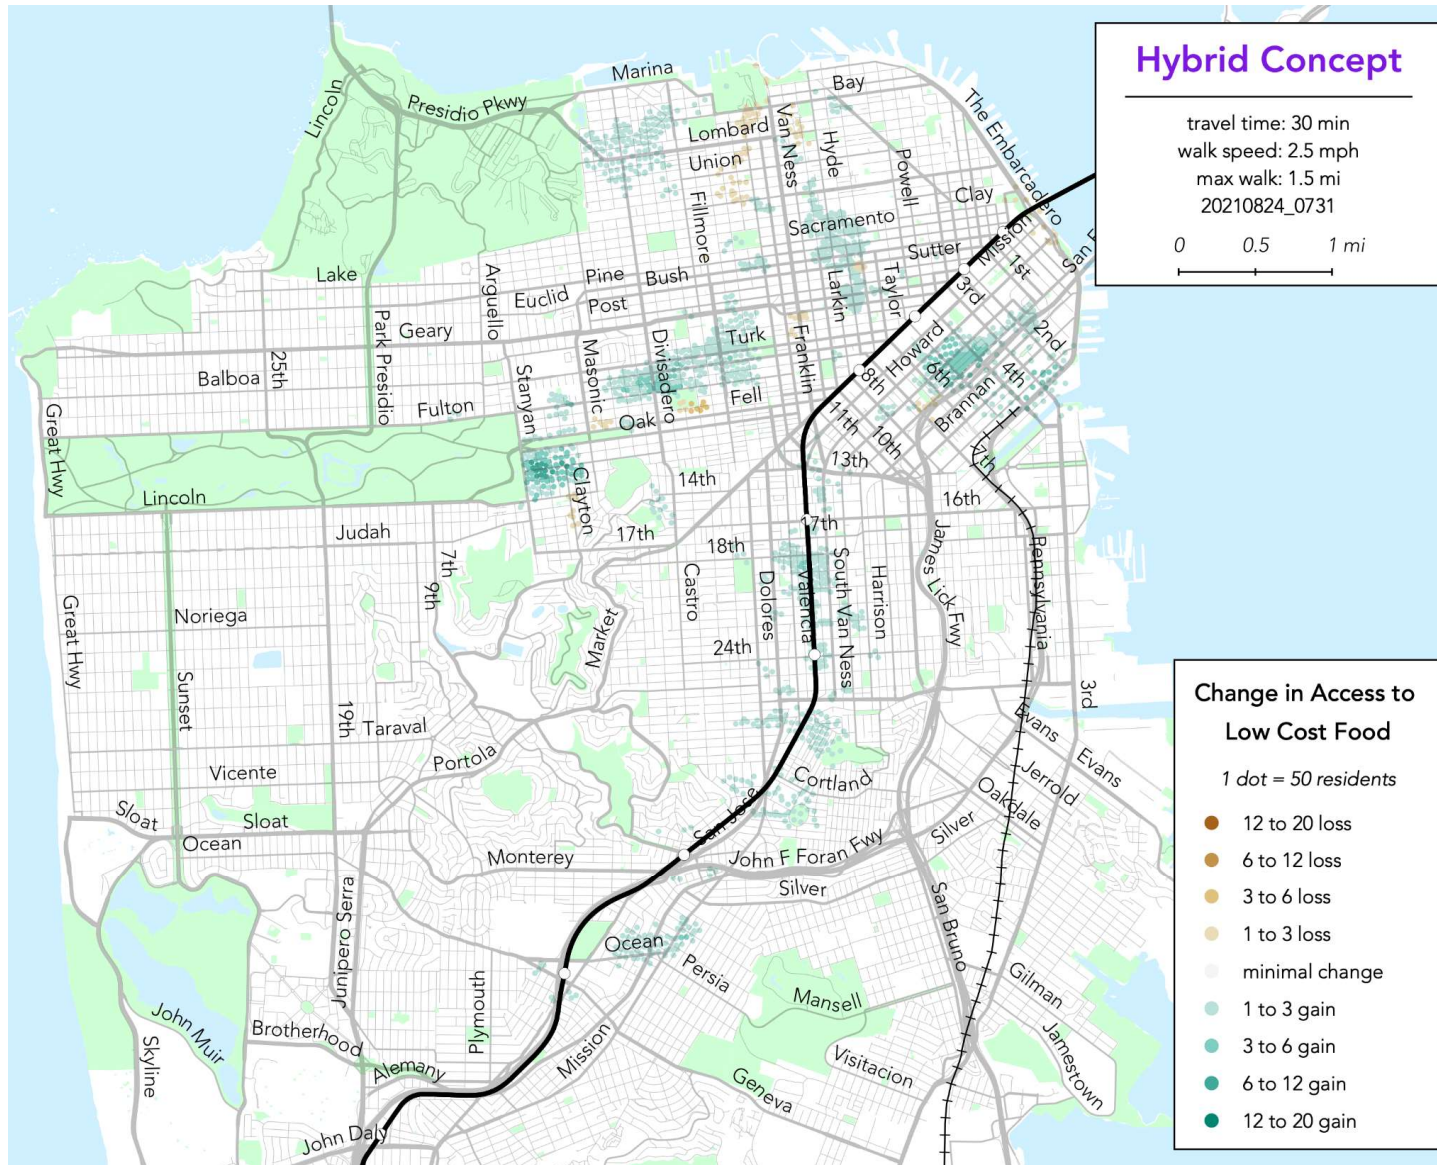 Hybrid Concept
travel time: 30 min
walk speed: 2.5 mph
max walk: 1.5 mi
20210824_0731
0 0.5 1 mi
Marina
Bay
The Embarcadero
Lincoln
Presidio Pkwy
Lombard
Van Ness
Hyde
Union
Powell
Clay
Fillmore
Sacramento
Mission
Sutter
San F
1st
Lake
Arguello
Pine
Bush
Euclid
Post
Larkin
Taylor
3rd
Geary
Park Presidio
Divisadero
Turk
Franklin
Howard
2nd
25th
Balboa
Stanyan
Masonic
8th
6th
4th
Fulton
Fell
Brannan
Great Hwy
Oak
11th
10th
13th
7th
Clayton
14th
Lincoln
16th
Judah
17th
17th
18th
7th
9th
Castro
Dolores
Valencia
South Van Ness
Harrison
James Lick Fwy
Pennsylvania
Great Hwy
Noriega
Market
24th
Sunset
19th
Taraval
3rd
Evans
Portola
Vicente
Cortland
Evans
Jerrold
Oakdale
San Jose
Sloat
Sloat
Ocean
Silver
Monterey
John F Foran Fwy
Silver
Junipero Serra
San Bruno
Ocean
Persia
Plymouth
Mansell
Gilman
John Muir
Brotherhood
Skyline
Mission
Jamestown
Visitacion
Alemany
Geneva
John Daly
Change in Access to
Low Cost Food
1 dot = 50 residents
12 to 20 loss
6 to 12 loss
3 to 6 loss
1 to 3 loss
minimal change
1 to 3 gain
3 to 6 gain
6 to 12 gain
12 to 20 gain